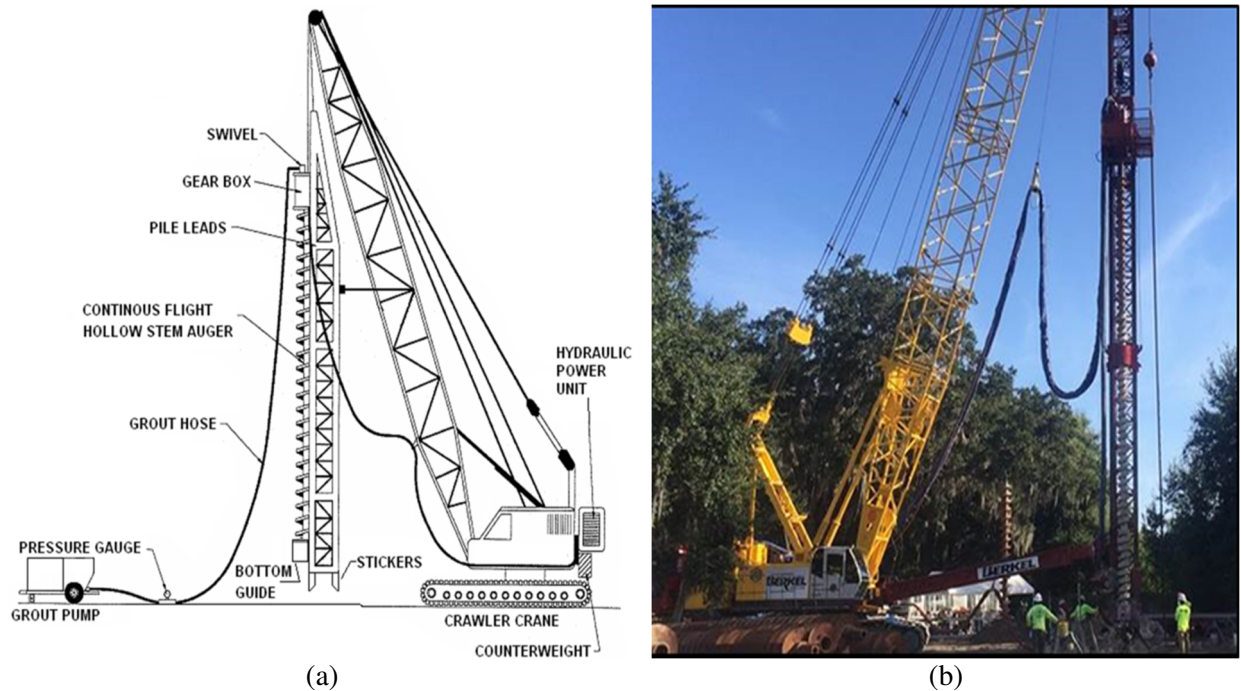 SWIVEL
GEAR BOX
PILE LEADS
CONTINOUS FLIGHT
HOLLOW STEM AUGER
HYDRAULIC
POWER
UNIT
GROUT HOSE
PRESSURE GAUGE
BOTTOM
GUIDE
STICKERS
GROUT PUMP
CRAWLER CRANE
COUNTERWEIGHT
(a)
BERKEL
BERKEL
(b)